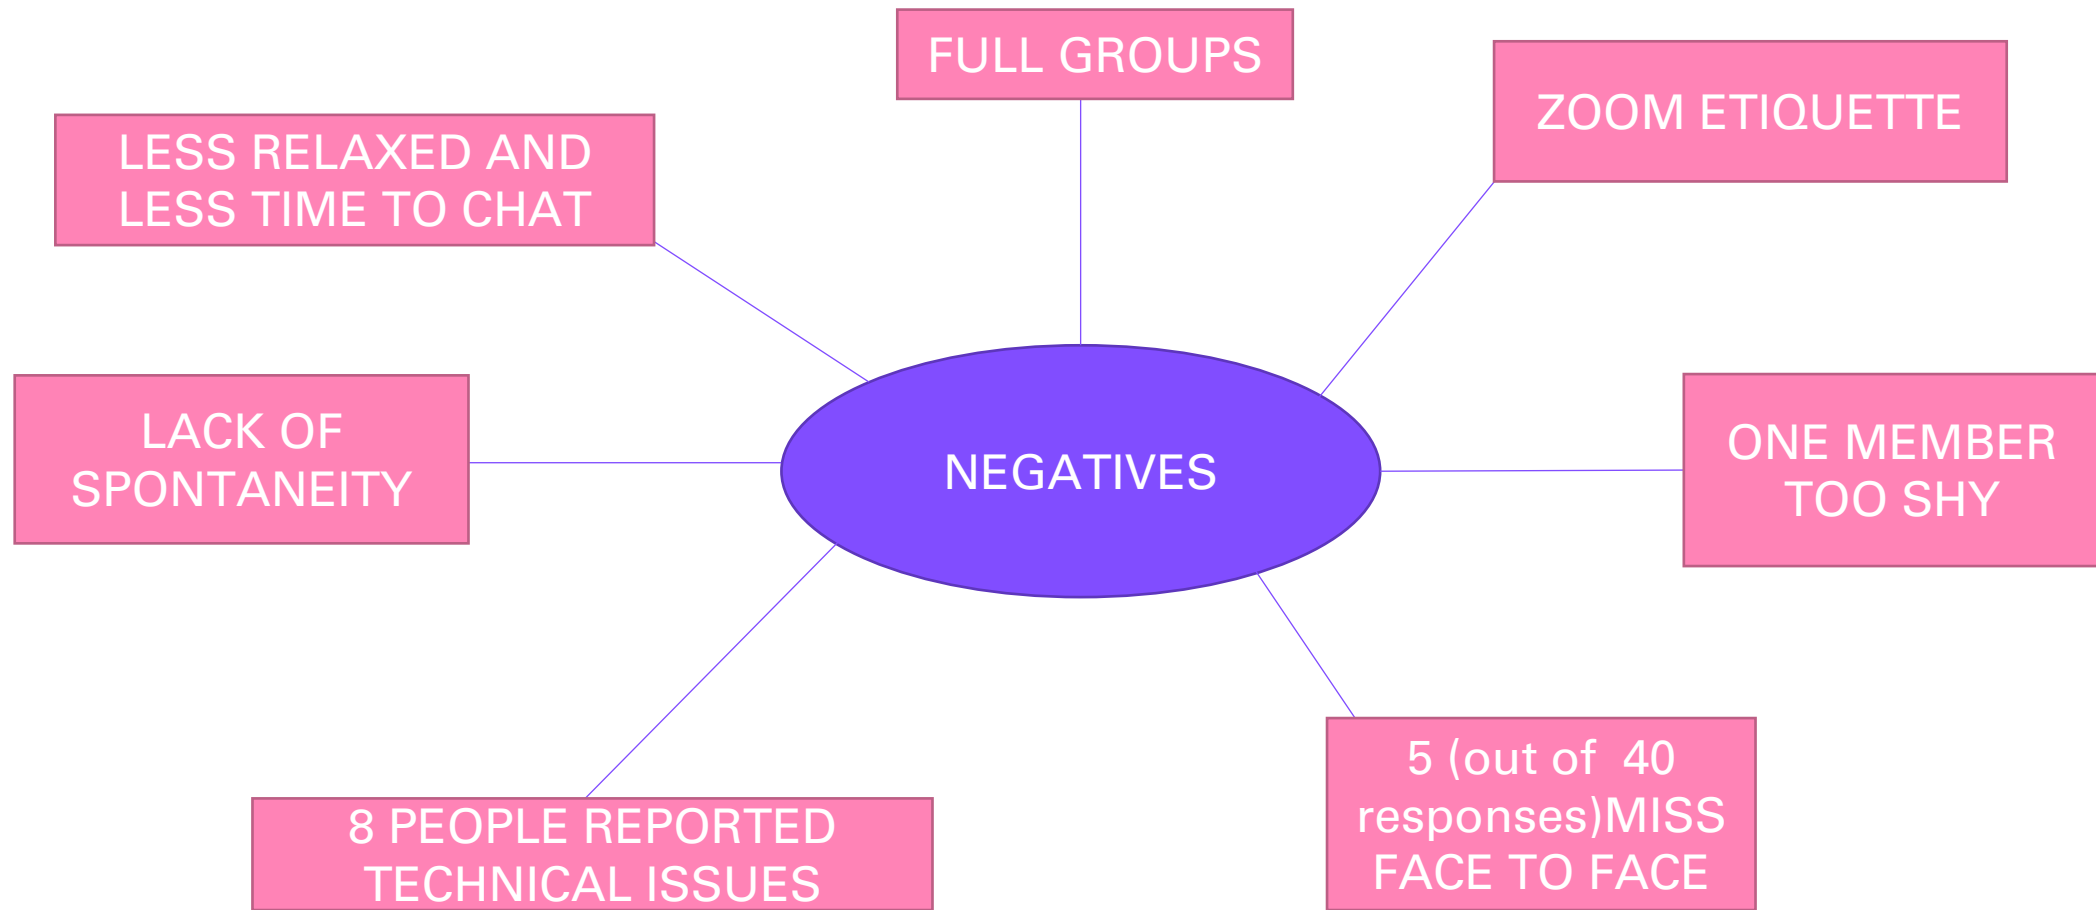 FULL GROUPS
ZOOM ETIQUETTE
LESS RELAXED AND
LESS TIME TO CHAT
LACK OF
SPONTANEITY
NEGATIVES
ONE MEMBER
TOO SHY
8 PEOPLE REPORTED
TECHNICAL ISSUES
5 (out of  40
responses)MISS
FACE TO FACE